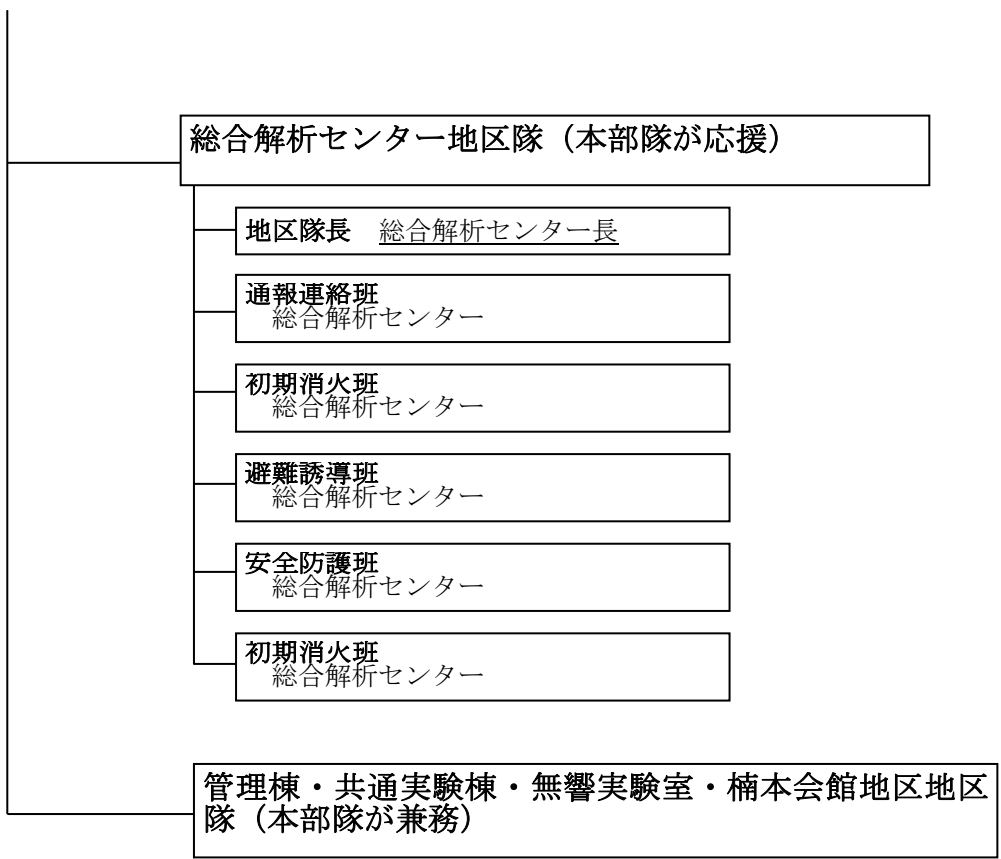 総合解析センター地区隊（本部隊が応援）
地区隊長　総合解析センター長
通報連絡班
総合解析センター
初期消火班
総合解析センター
避難誘導班
総合解析センター
安全防護班
総合解析センター
初期消火班
総合解析センター
管理棟・共通実験棟・無響実験室・楠本会館地区地区
隊（本部隊が兼務）